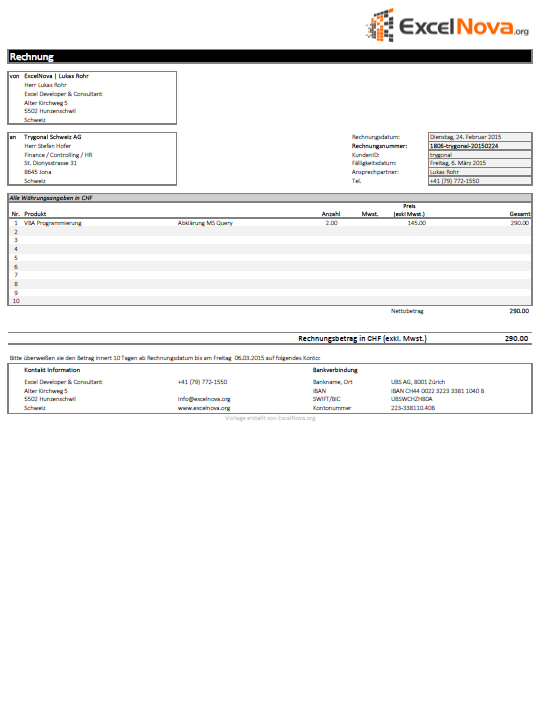 ExcelNova.org
Rechnung
von ExcelNova | Lukas Rohr
Herr Lukas Rohr
Excel Developer & Consultant
Alter Kirchweg 5
5502 Hunzenschwil
Schweiz
an Trygonal Schweiz AG
Herr Stefan Hofer
Finance / Controlling / HR
St. Dionysstrasse 31
8645 Jona
Schweiz
Rechnungsdatum: Dienstag, 24. Februar 2015
Rechnungsnummer: 1806-trygonal-20150224
KundenID: trygonal
Fälligkeitsdatum: Freitag, 6. März 2015
Ansprechpartner: Lukas Rohr
Tel. +41 (79) 772-1550
Alle Währungsangaben in CHF
Nr. Produkt Anzahl Mwst. Preis (exkl Mwst.) Gesamt
1 VBA Programmierung Abklärung MS Query 2.00 145.00 290.00
2
3
4
5
6
7
8
9
10
Nettobetrag 290.00
Rechnungsbetrag in CHF (exkl. Mwst.) 290.00
Bitte überweißen sie den Betrag innert 10 Tagen ab Rechnungsdatum bis am Freitag 06.03.2015 auf folgendes Konto:
Kontakt Information Bankverbindung
Excel Developer & Consultant +41 (79) 772-1550 Bankname, Ort UBS AG, 8001 Zürich
Alter Kirchweg 5 IBAN IBAN CH44 0022 3223 3381 1040 B
5502 Hunzenschwil info@excelnova.org SWIFT/BIC UBSWCHZH80A
Schweiz www.excelnova.org Kontonummer 223-338110.40B
Vorlage erstellt von ExcelNova.org